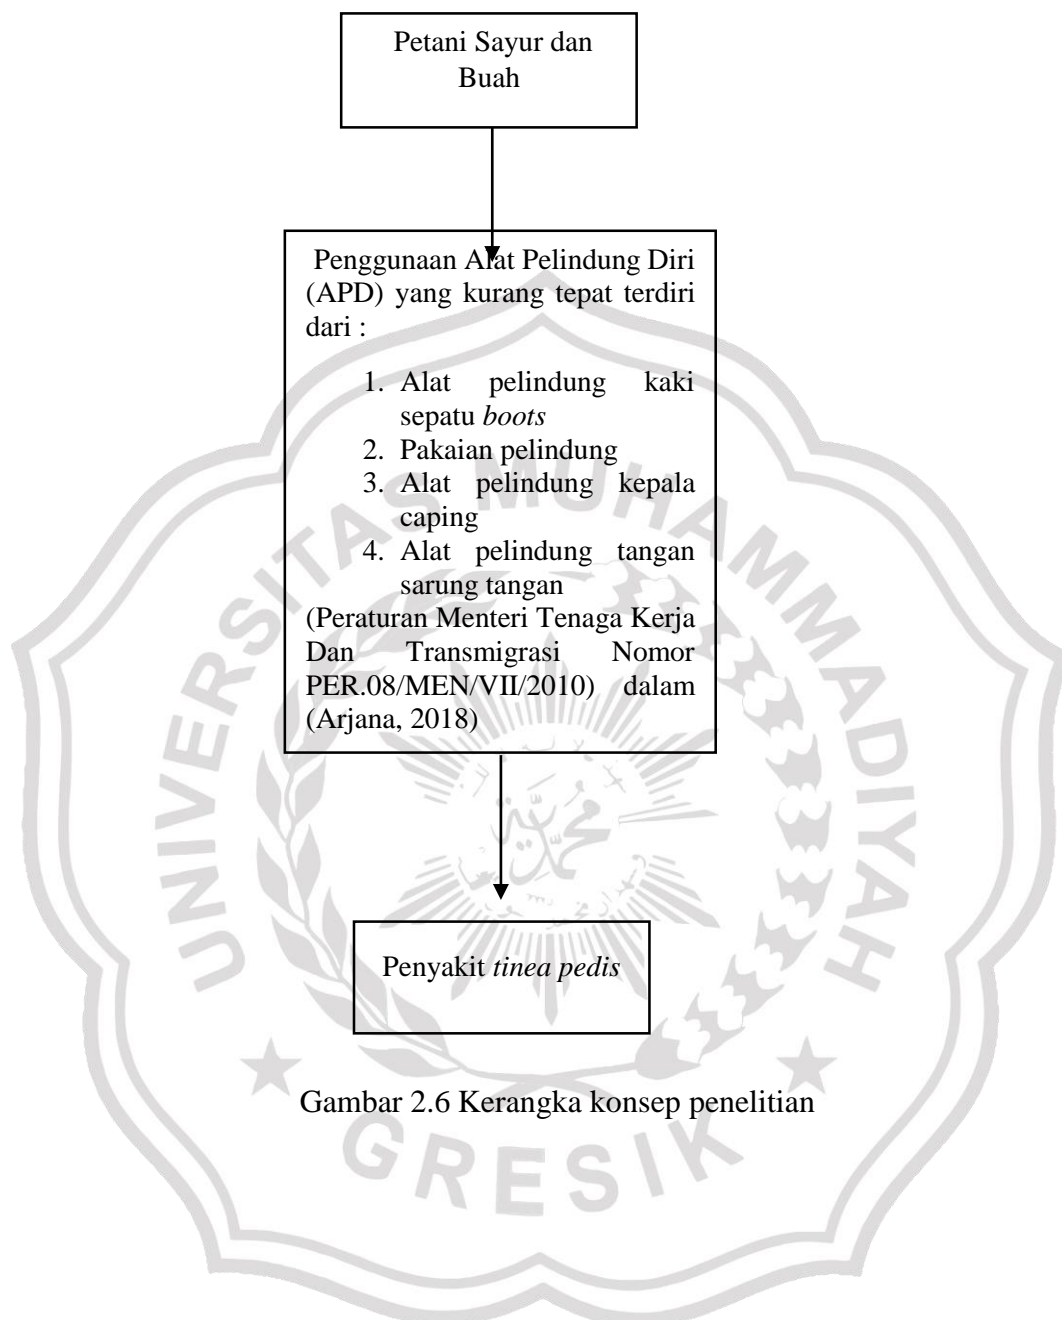 Petani Sayur dan
Buah
Penggunaan Alat Pelindung Diri
(APD) yang kurang tepat terdiri
dari :
1. Alat pelindung kaki
sepatu boots
2. Pakaian pelindung
3. Alat pelindung kepala
caping
4. Alat pelindung tangan
sarung tangan
(Peraturan Menteri Tenaga Kerja
Dan Transmigrasi Nomor
PER.08/MEN/VII/2010) dalam
(Arjana, 2018)
Penyakit tinea pedis
Gambar 2.6 Kerangka konsep penelitian
UNIVERSITAS MUHAMMADIYAH
GRESIK
محمد